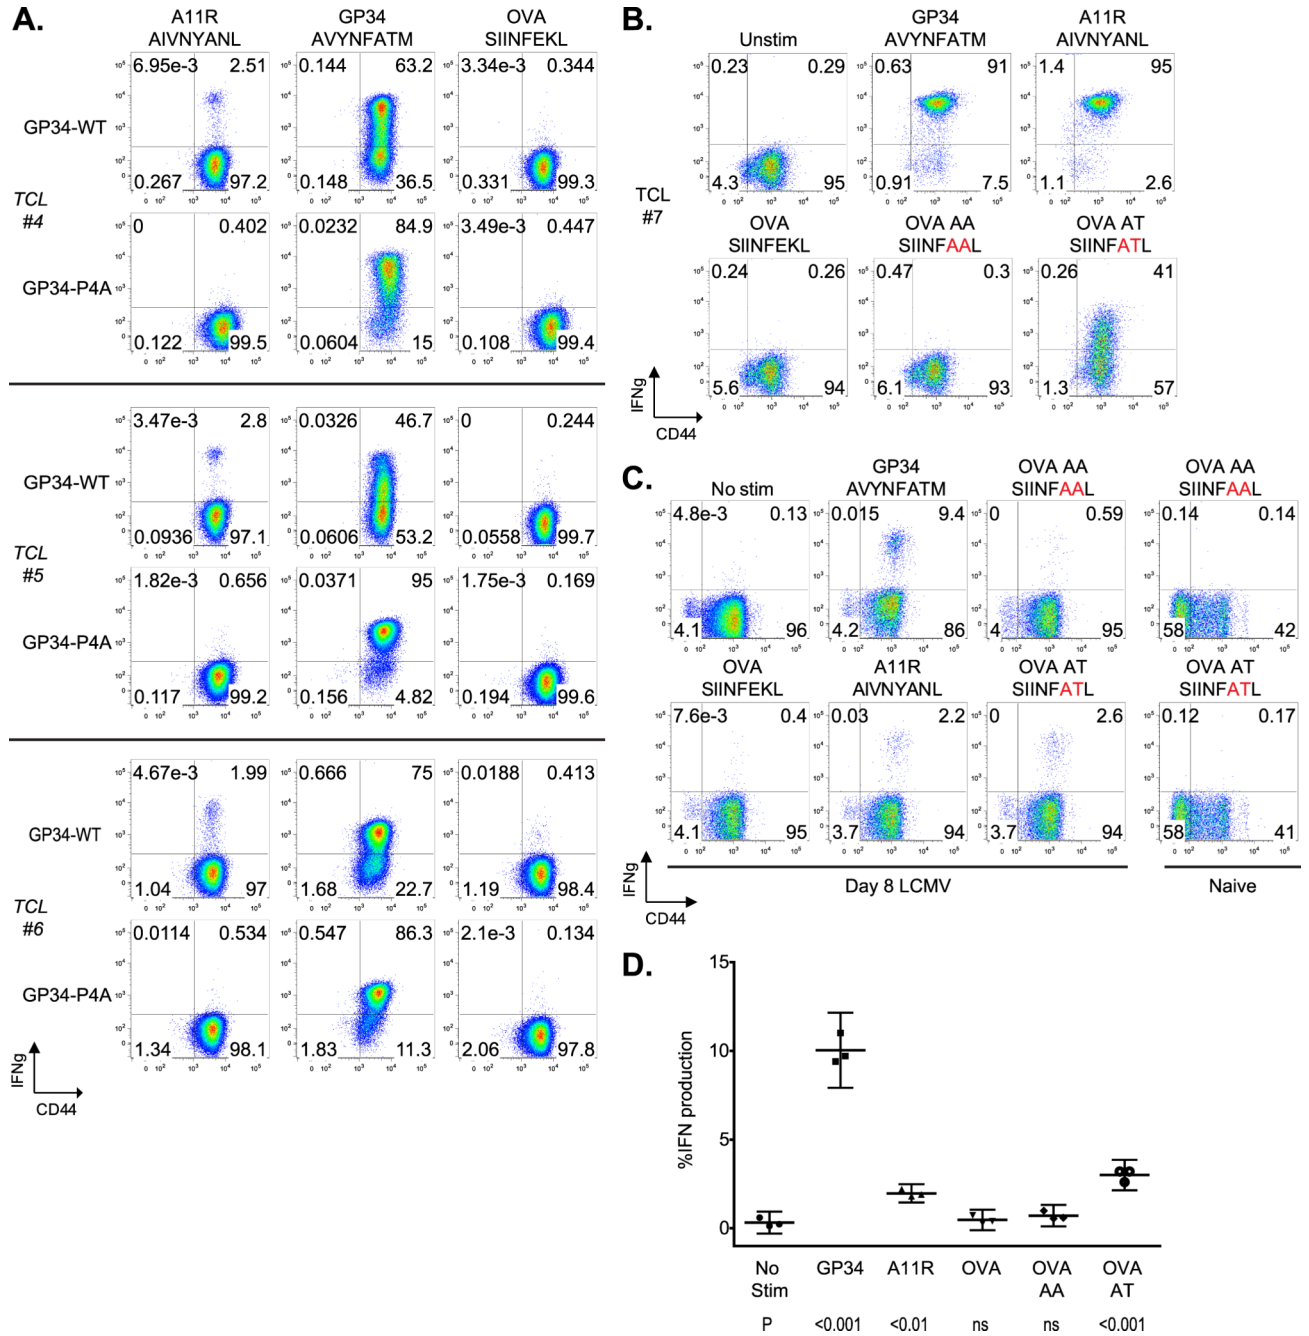 A.
A11R
AIVNYANL
GP34
AVYNFATM
OVA
SIINFEKL
GP34-WT
6.95e-3 2.51
0.267 97.2
0.144 63.2
0.148 36.5
3.34e-3 0.344
0.331 99.3
TCL
#4
GP34-P4A
0 0.402
0.122 99.5
0.0232 84.9
0.0604 15
3.49e-3 0.447
0.108 99.4
GP34-WT
3.47e-3 2.8
0.0936 97.1
0.0326 46.7
0.0606 53.2
0 0.244
0.0558 99.7
TCL
#5
GP34-P4A
1.82e-3 0.656
0.117 99.2
0.0371 95
0.156 4.82
1.75e-3 0.169
0.194 99.6
GP34-WT
4.67e-3 1.99
1.04 97
0.666 75
1.68 22.7
0.0188 0.413
1.19 98.4
TCL
#6
GP34-P4A
0.0114 0.534
1.34 98.1
0.547 86.3
1.83 11.3
2.1e-3 0.134
2.06 97.8
IFNg
CD44
B.
Unstim
GP34
AVYNFATM
A11R
AIVNYANL
0.23 0.29
4.3 95
0.63 91
0.91 7.5
1.4 95
1.1 2.6
TCL
#7
OVA
SIINFEKL
OVA AA
SIINFAAL
OVA AT
SIINFATL
0.24 0.26
5.6 94
0.47 0.3
6.1 93
0.26 41
1.3 57
IFNg
CD44
C.
No stim
GP34
AVYNFATM
OVA AA
SIINFAAL
OVA AA
SIINFAAL
4.8e-3 0.13
4.1 96
0.015 9.4
4.2 86
0 0.59
4 95
0.14 0.14
58 42
OVA
SIINFEKL
A11R
AIVNYANL
OVA AT
SIINFATL
OVA AT
SIINFATL
7.6e-3 0.4
4.1 95
0.03 2.2
3.7 94
0 2.6
3.7 94
0.12 0.17
58 41
IFNg
CD44
Day 8 LCMV
Naive
D.
%IFN production
15
10
5
0
No
Stim
GP34
A11R
OVA
OVA
AA
OVA
AT
P <0.001 <0.01 ns ns <0.001